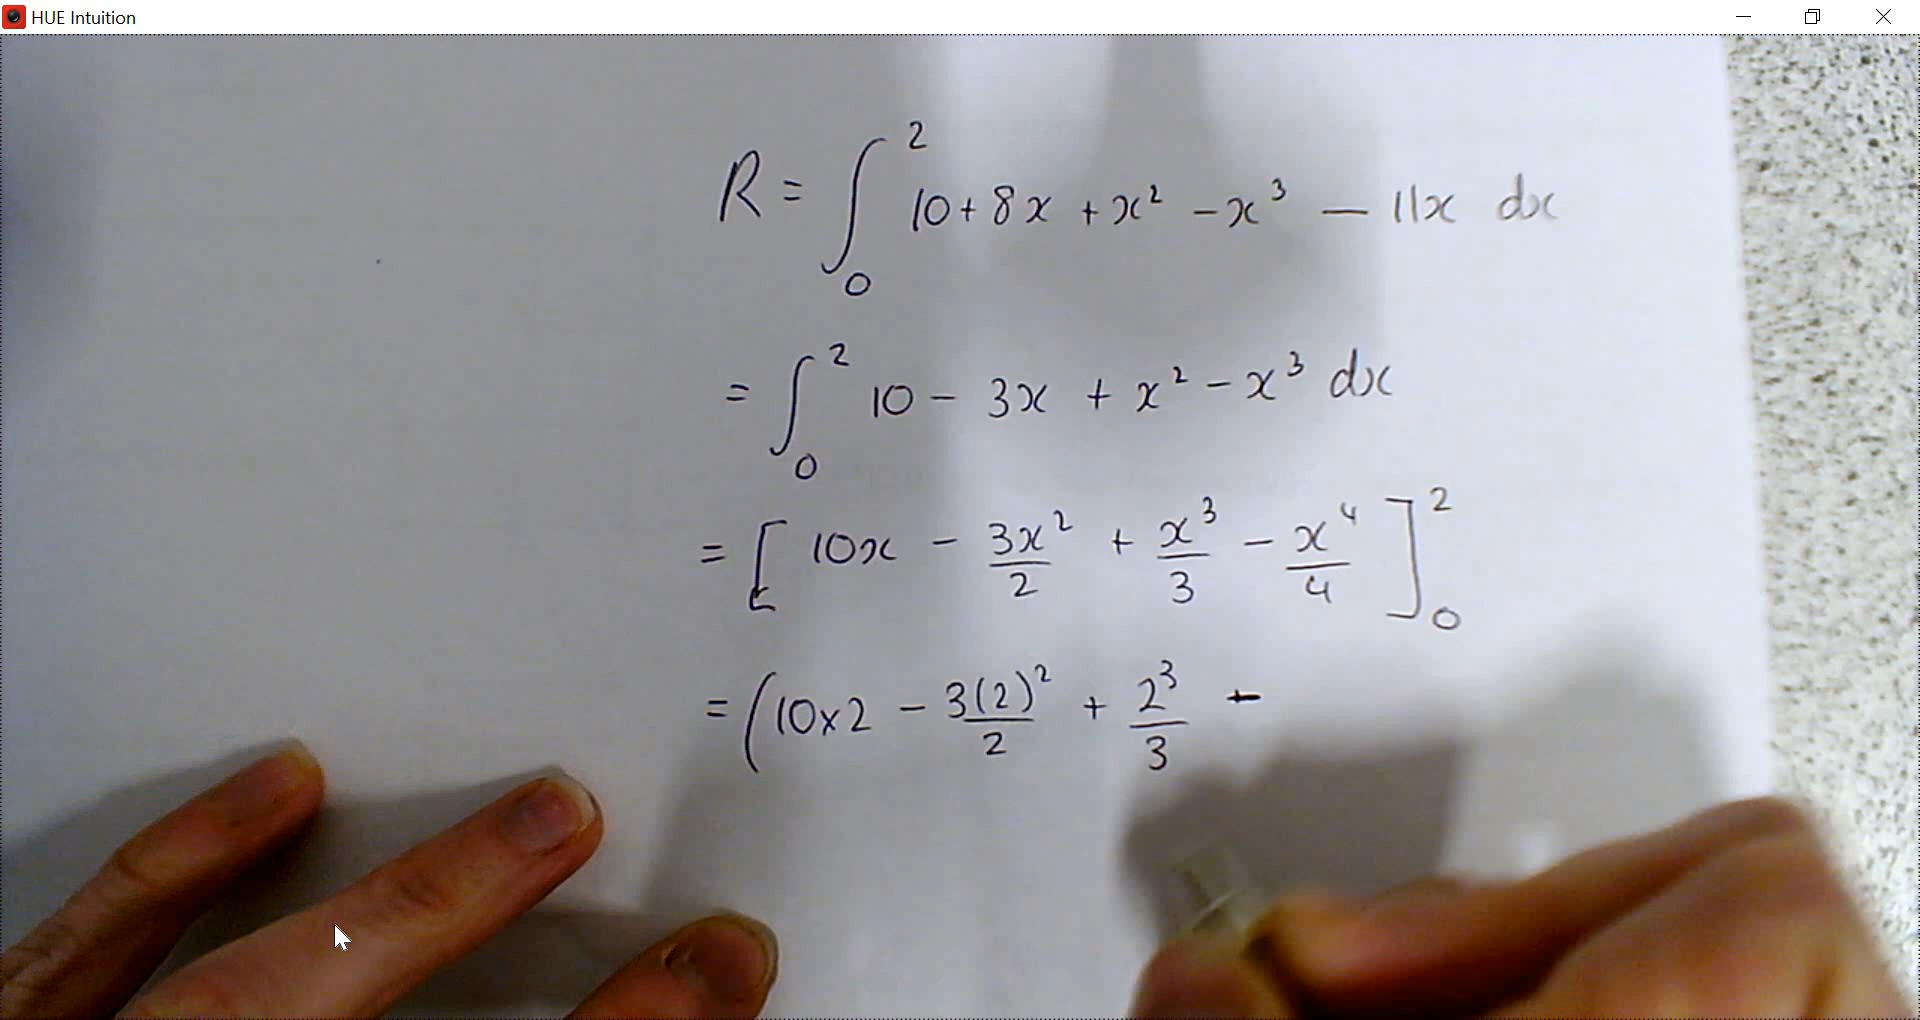 HUE Intuition
R = ∫₀² 10 + 8x + x² - x³ - 11x dx
= ∫₀² 10 - 3x + x² - x³ dx
= [ 10x - 3x²/2 + x³/3 - x⁴/4 ]₀²
= ( 10×2 - 3(2)²/2 + 2³/3 -